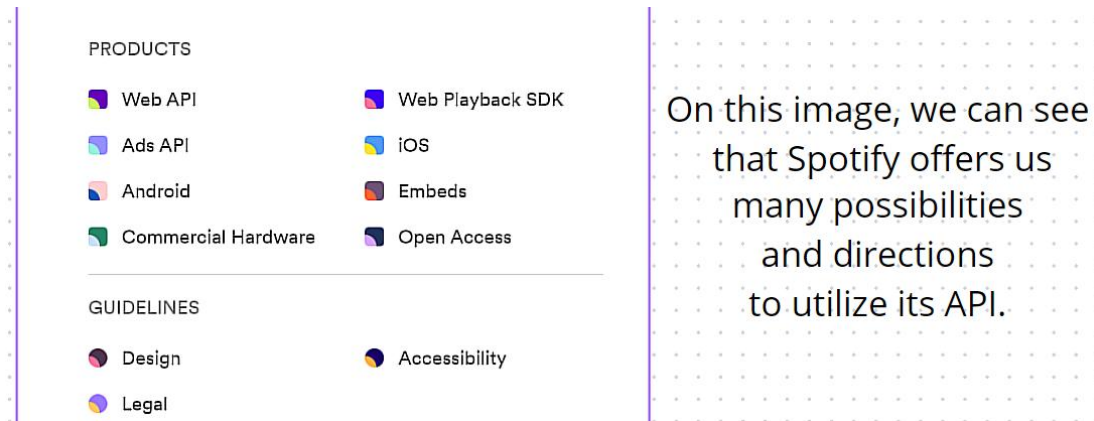 PRODUCTS
Web API
Web Playback SDK
Ads API
iOS
Android
Embeds
Commercial Hardware
Open Access
GUIDELINES
Design
Accessibility
Legal
On this image, we can see
that Spotify offers us
many possibilities
and directions
to utilize its API.